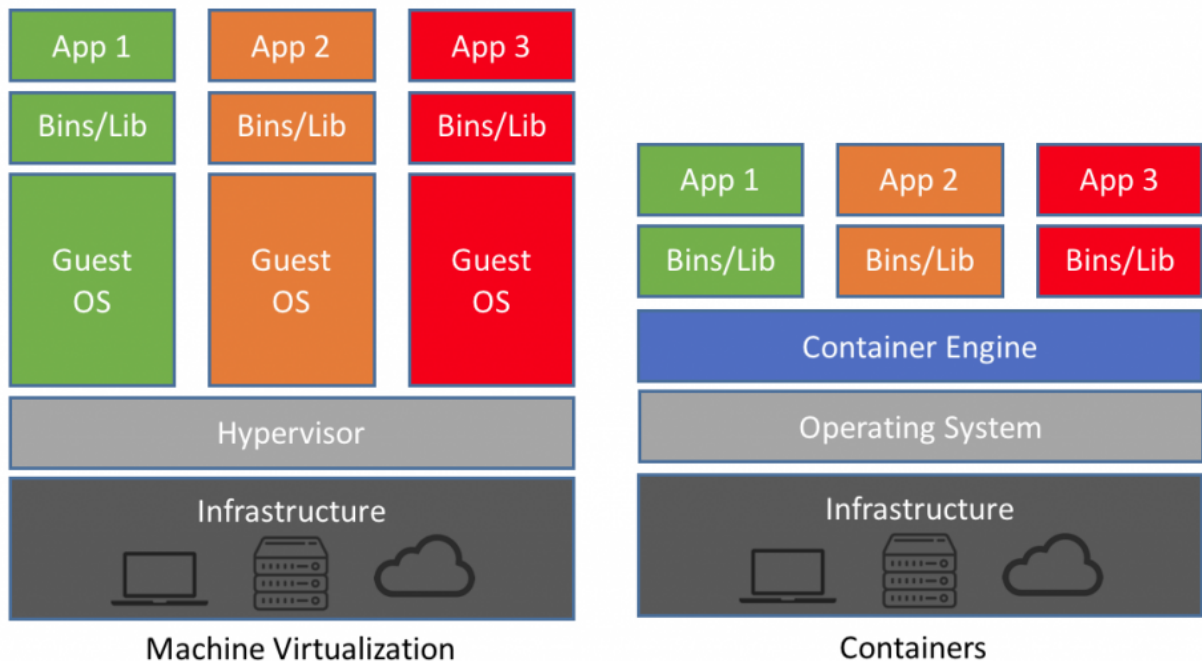 App 1
App 2
App 3
Bins/Lib
Bins/Lib
Bins/Lib
Guest
OS
Guest
OS
Guest
OS
Hypervisor
Infrastructure
Machine Virtualization
App 1
App 2
App 3
Bins/Lib
Bins/Lib
Bins/Lib
Container Engine
Operating System
Infrastructure
Containers